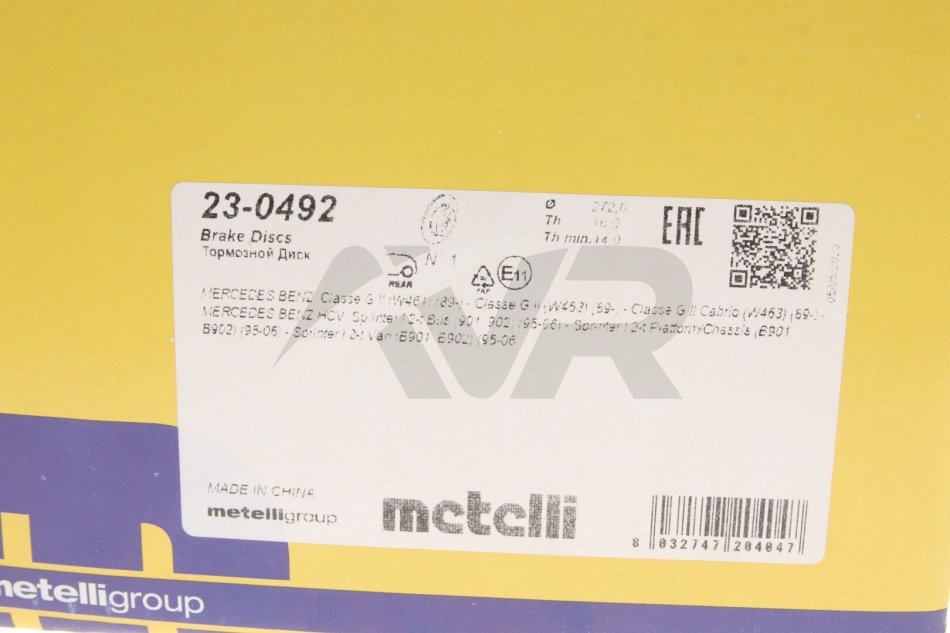 23-0492
Brake Discs
Тормозной Диск
REAR
N° 1
PAP
E11
Ø 272,0
Th 16,0
Th min. 14,0
EAC
MERCEDES BENZ Classe G II (W461) (89-) - Classe G II (W463) (89-) - Classe G II Cabrio (W463) (89-) -
MERCEDES BENZ HCV Sprinter I 2-t Bus (901, 902) (95-06) - Sprinter I 2-t Platform/Chassis (B901
B902) (95-06) - Sprinter I 2-t Van (B901, B902) (95-06
AVR
MADE IN CHINA
metelligroup
metelli
8 032747 204047
metelligroup